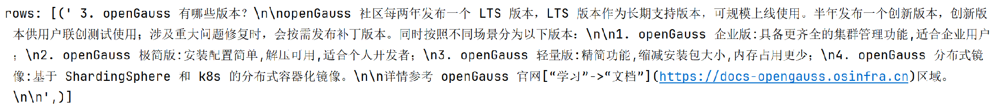 rows: [(' 3. openGauss 有哪些版本？\n\nopenGauss 社区每两年发布一个 LTS 版本，LTS 版本作为长期支持版本，可规模上线使用。半年发布一个创新版本，创新版
本供用户联创测试使用；涉及重大问题修复时，会按需发布补丁版本。同时按照不同场景分为以下版本：\n\n1. openGauss 企业版:具备更齐全的集群管理功能,适合企业用户
；\n2. openGauss 极简版:安装配置简单,解压可用,适合个人开发者；\n3. openGauss 轻量版:精简功能,缩减安装包大小,内存占用更少；\n4. openGauss 分布式镜
像:基于 ShardingSphere 和 k8s 的分布式容器化镜像。\n\n详情参考 openGauss 官网[“学习”->“文档”](https://docs-opengauss.osinfra.cn)区域。
\n\n',)]